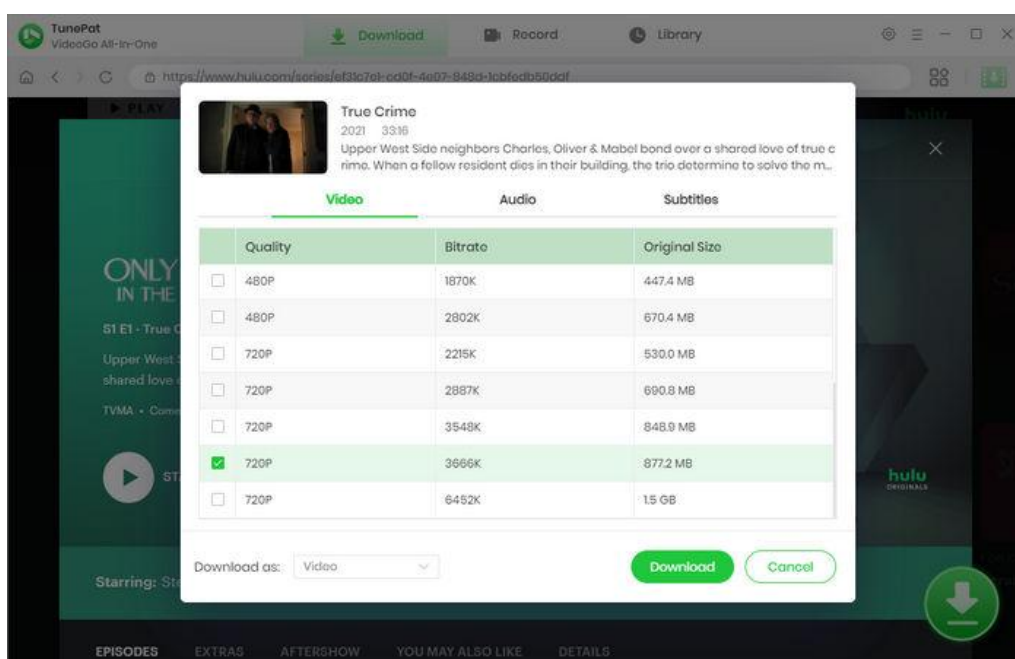 TunePat
VideoGo All-In-One
Download
Record
Library
https://www.hulu.com/series/ef31c7e1-cd0f-4e07-848d-1cbfedb50ddf
PLAY
hulu
True Crime
2021 33:16
Upper West Side neighbors Charles, Oliver & Mabel bond over a shared love of true c
rime. When a fellow resident dies in their building, the trio determine to solve the m...
Video Audio Subtitles
Quality Bitrate Original Size
480P 1870K 447.4 MB
480P 2802K 670.4 MB
720P 2215K 530.0 MB
720P 2887K 690.8 MB
720P 3548K 848.9 MB
720P 3666K 877.2 MB
720P 6452K 1.5 GB
ONLY
IN THE
S1 E1 - True C
Upper West S
shared love
TVMA • Come
ST
hulu
ORIGINALS
Download as: Video Download Cancel
Starring: Ste
EPISODES EXTRAS AFTERSHOW YOU MAY ALSO LIKE DETAILS